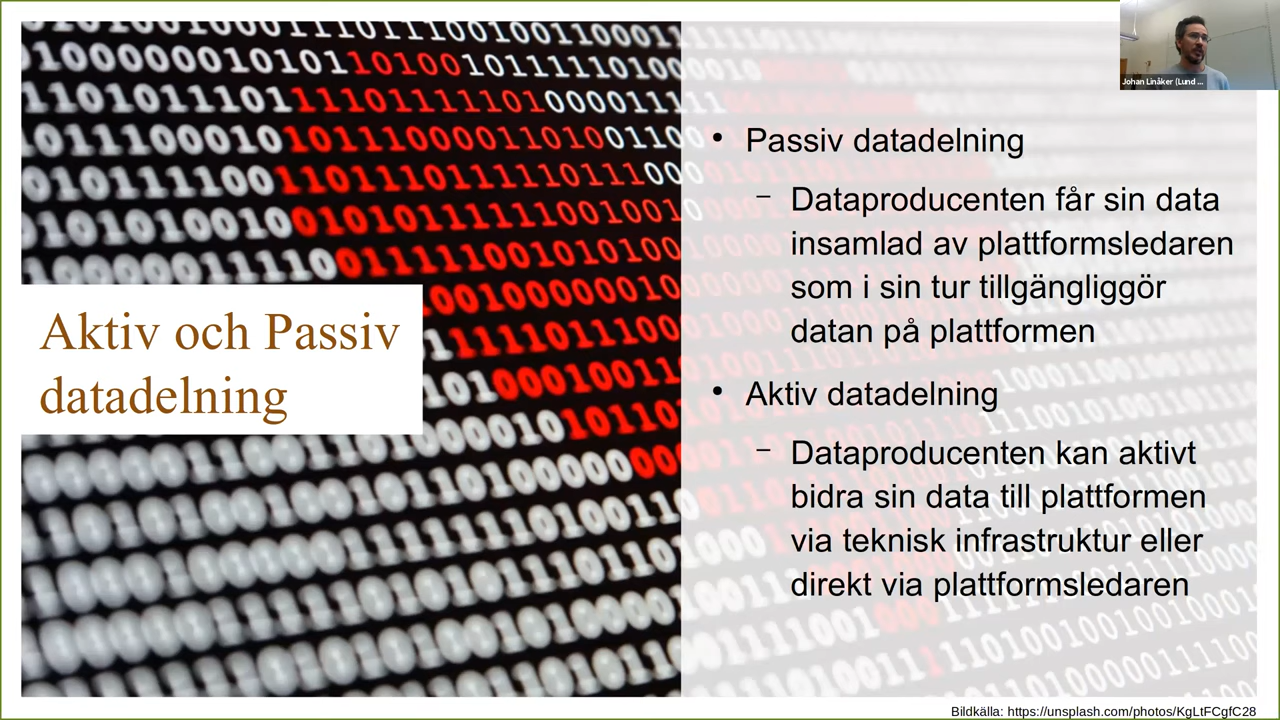 Johan Linåker (Lund ...
Aktiv och Passiv
datadelning
• Passiv datadelning
– Dataproducenten får sin data
insamlad av plattformsledaren
som i sin tur tillgängliggör
datan på plattformen
• Aktiv datadelning
– Dataproducenten kan aktivt
bidra sin data till plattformen
via teknisk infrastruktur eller
direkt via plattformsledaren
Bildkälla: https://unsplash.com/photos/KgLtFCgfC28